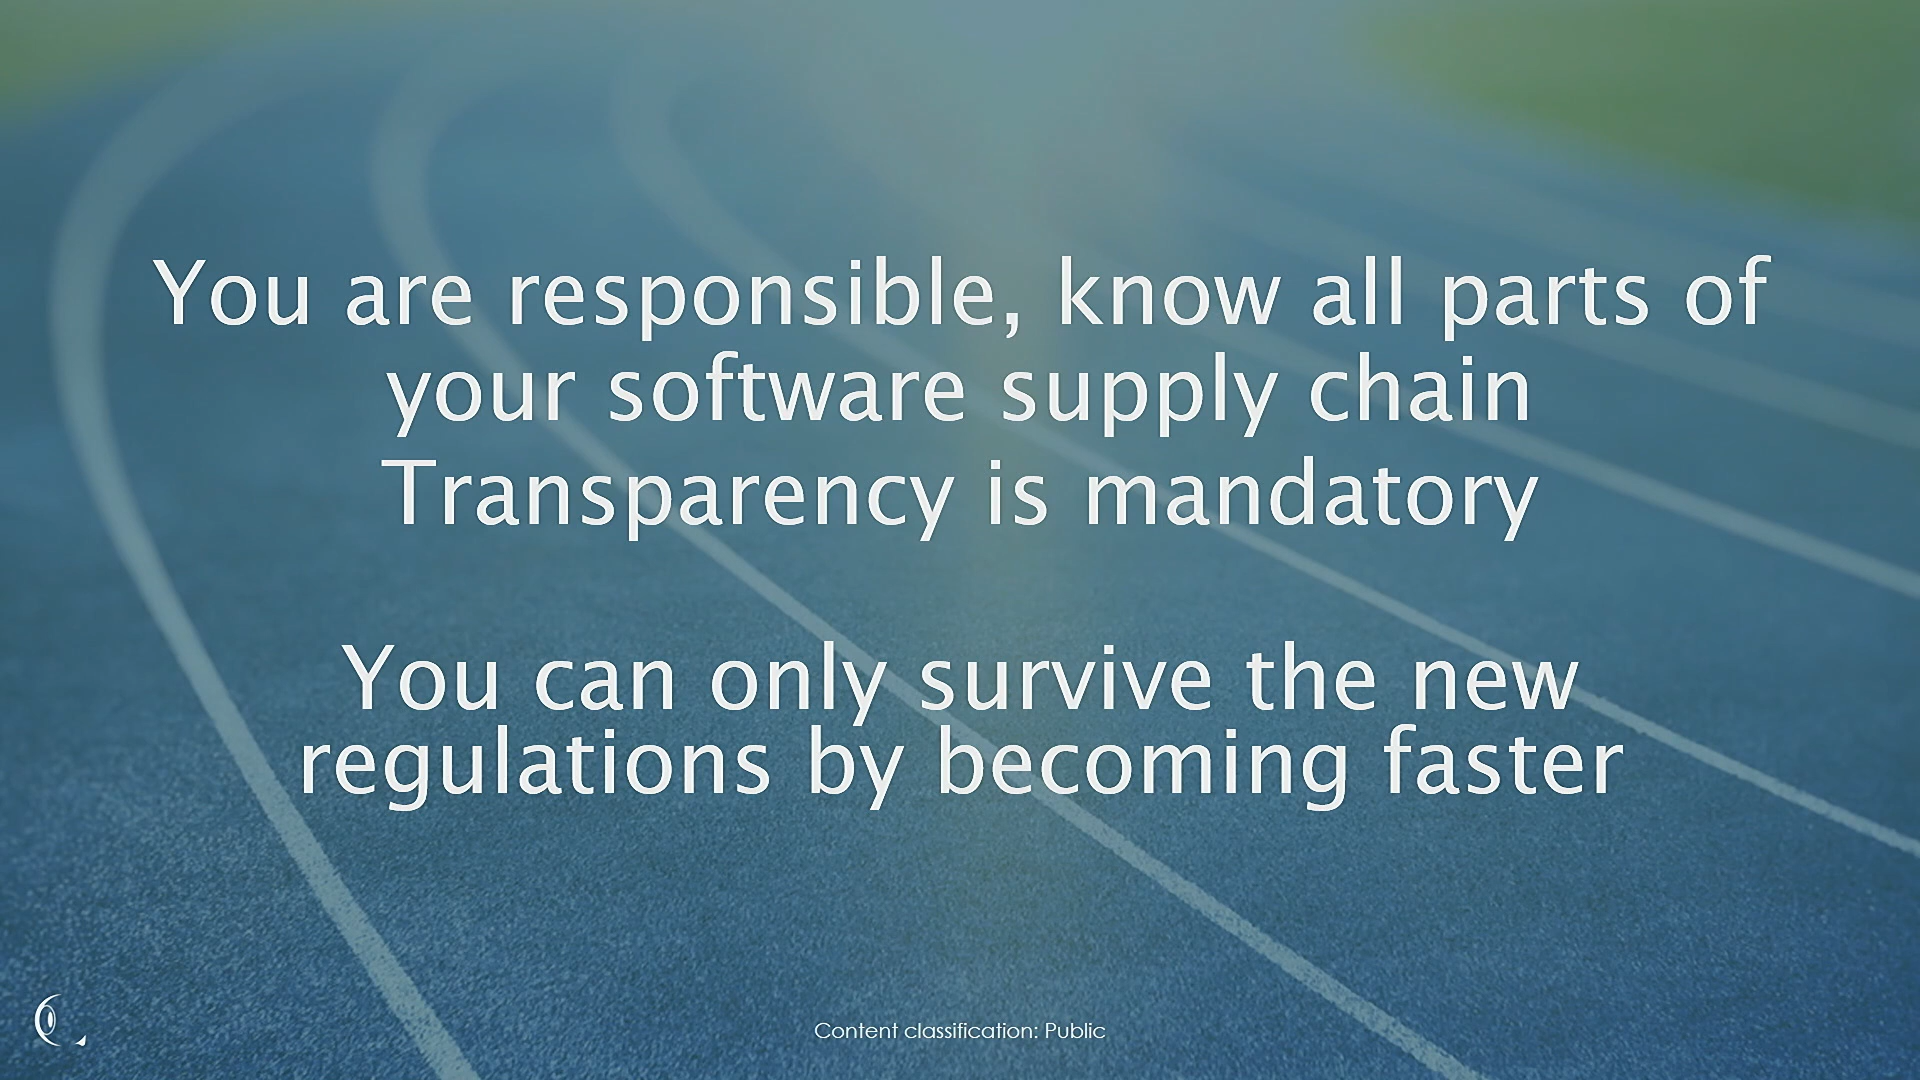 You are responsible, know all parts of
your software supply chain
Transparency is mandatory
You can only survive the new
regulations by becoming faster
Content classification: Public